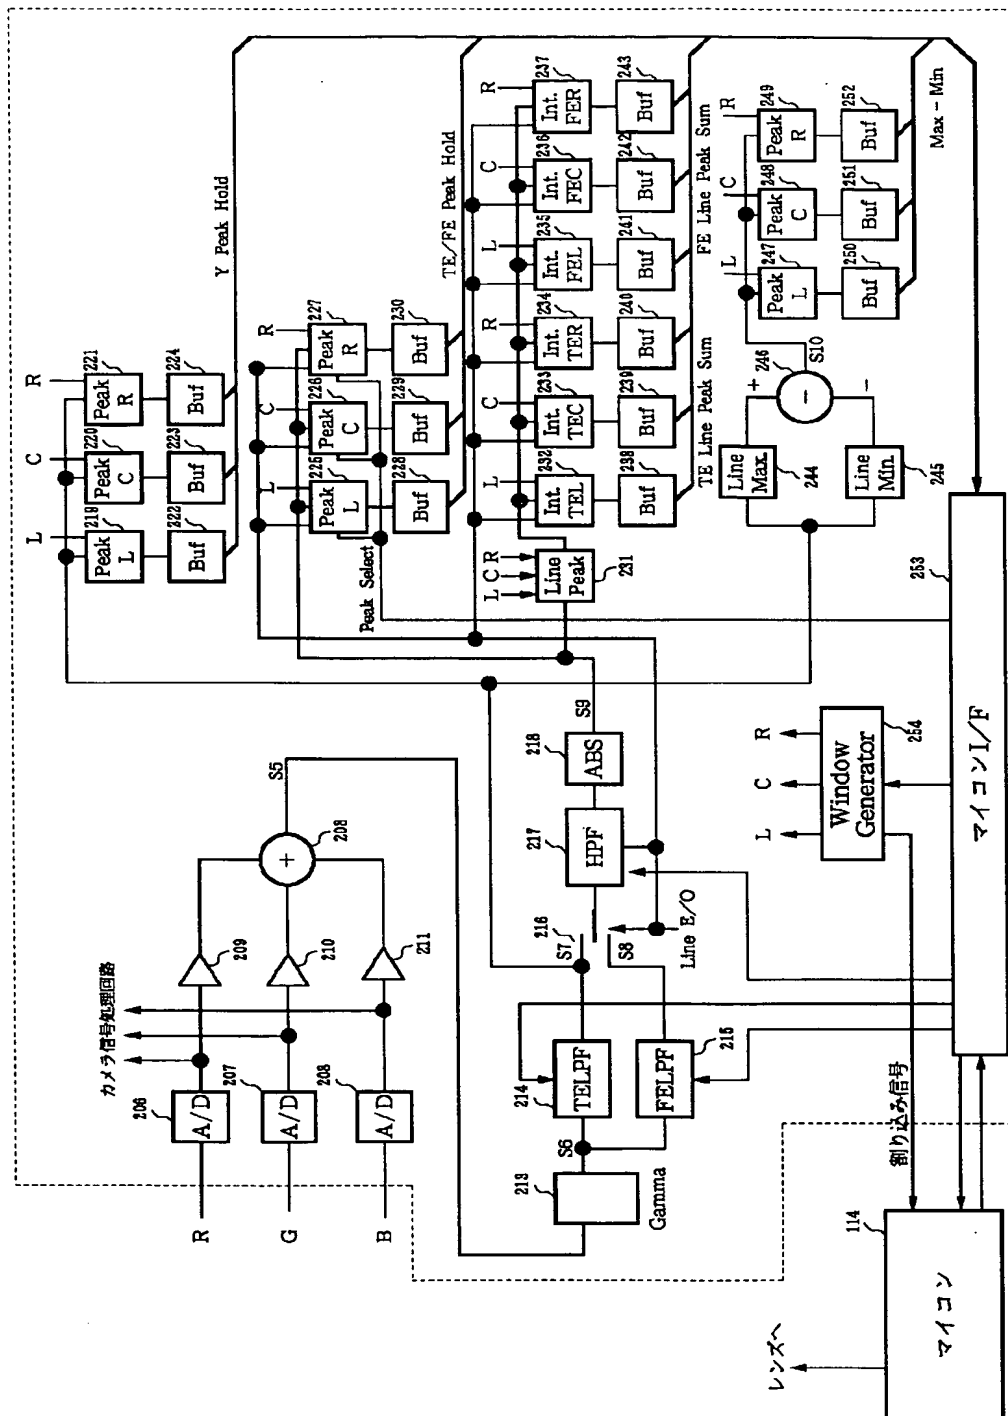 R
G
B
206
A/D
207
A/D
208
A/D
カメラ信号処理回路
209
210
211
+
208
S5
213
Gamma
S6
214
TELPF
215
FELPF
216
S7
S8
Line E/O
217
HPF
218
ABS
S9
L
C
R
219
Peak L
220
Peak C
221
Peak R
222
Buf
223
Buf
224
Buf
Y Peak Hold
Peak Select
L
C
R
225
Peak L
226
Peak C
227
Peak R
228
Buf
229
Buf
230
Buf
TE/FE Peak Hold
L C R
Line Peak
231
L
C
R
L
C
R
232
Int. TEL
233
Int. TEC
234
Int. TER
235
Int. FEL
236
Int. FEC
237
Int. FER
238
Buf
239
Buf
240
Buf
241
Buf
242
Buf
243
Buf
TE Line Peak Sum
FE Line Peak Sum
Line Max.
244
Line Min.
245
+
−
246
−
S10
L
C
R
247
Peak L
248
Peak C
249
Peak R
250
Buf
251
Buf
252
Buf
Max−Min
L
C
R
Window Generator
254
253
マイコンI/F
割り込み信号
114
マイコン
レンズへ